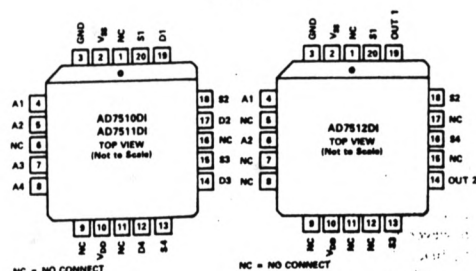 GND VSS NC S1 D1
3 2 1 20 19
A1 4
A2 5
NC 6
A3 7
A4 8
AD7510DI
AD7511DI
TOP VIEW
(Not to Scale)
18 S2
17 D2
16 NC
15 S3
14 D3
9 10 11 12 13
NC VDD NC D4 S4
NC = NO CONNECT
GND VSS NC S1 OUT 1
3 2 1 20 19
A1 4
NC 5
A2 6
NC 7
NC 8
AD7512DI
TOP VIEW
(Not to Scale)
18 S2
17 NC
16 S4
15 NC
14 OUT 2
9 10 11 12 13
NC VDD NC NC S3
NC = NO CONNECT